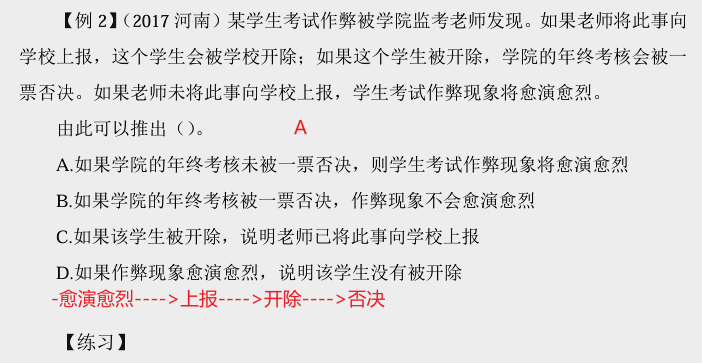 【例 2】（2017 河南）某学生考试作弊被学院监考老师发现。如果老师将此事向
学校上报，这个学生会被学校开除；如果这个学生被开除，学院的年终考核会被一
票否决。如果老师未将此事向学校上报，学生考试作弊现象将愈演愈烈。
由此可以推出（）。 A
A.如果学院的年终考核未被一票否决，则学生考试作弊现象将愈演愈烈
B.如果学院的年终考核被一票否决，作弊现象不会愈演愈烈
C.如果该学生被开除，说明老师已将此事向学校上报
D.如果作弊现象愈演愈烈，说明该学生没有被开除
-愈演愈烈---->上报---->开除---->否决
【练习】